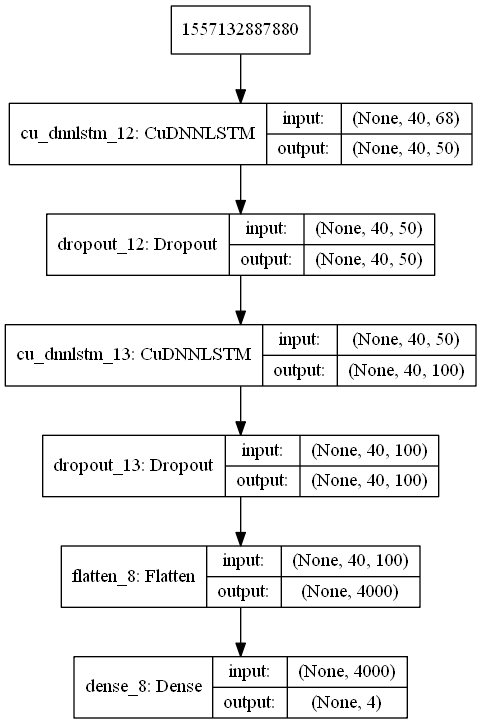 1557132887880
cu_dnnlstm_12: CuDNNLSTM
input: (None, 40, 68)
output: (None, 40, 50)
dropout_12: Dropout
input: (None, 40, 50)
output: (None, 40, 50)
cu_dnnlstm_13: CuDNNLSTM
input: (None, 40, 50)
output: (None, 40, 100)
dropout_13: Dropout
input: (None, 40, 100)
output: (None, 40, 100)
flatten_8: Flatten
input: (None, 40, 100)
output: (None, 4000)
dense_8: Dense
input: (None, 4000)
output: (None, 4)